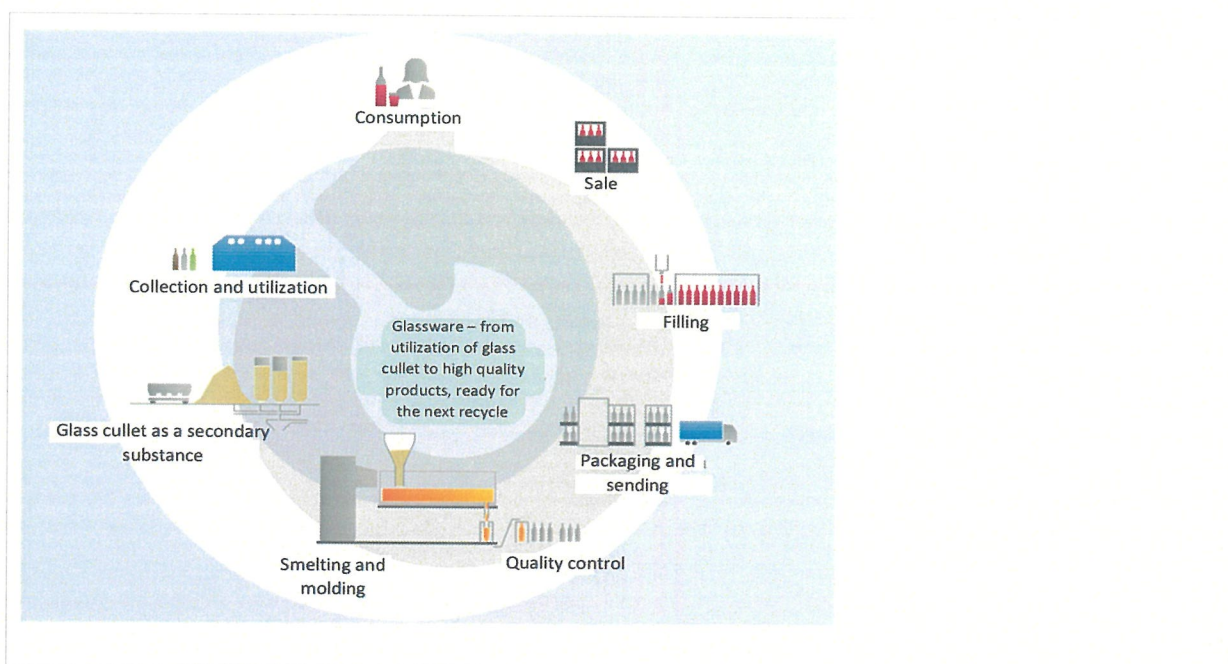 Consumption
Sale
Filling
Packaging and
sending
Quality control
Smelting and
molding
Glass cullet as a secondary
substance
Collection and utilization
Glassware – from
utilization of glass
cullet to high quality
products, ready for
the next recycle